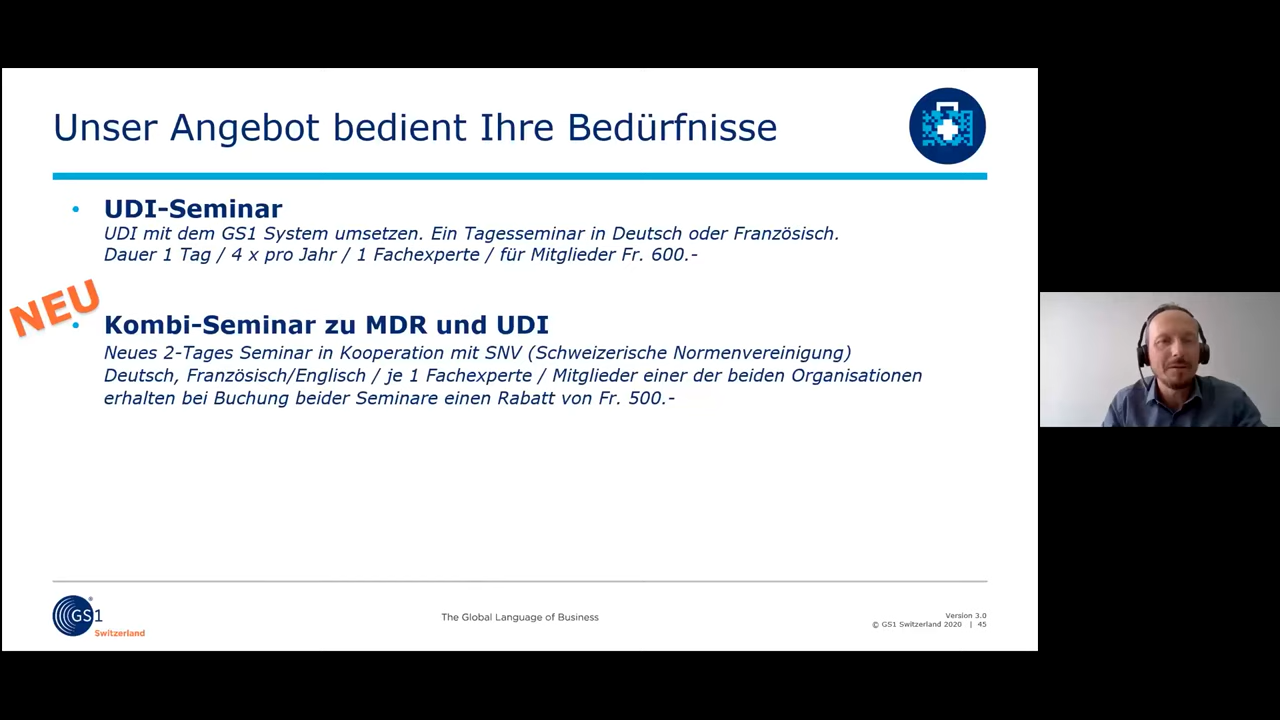 Unser Angebot bedient Ihre Bedürfnisse
• UDI-Seminar
UDI mit dem GS1 System umsetzen. Ein Tagesseminar in Deutsch oder Französisch.
Dauer 1 Tag / 4 x pro Jahr / 1 Fachexperte / für Mitglieder Fr. 600.-
NEU
• Kombi-Seminar zu MDR und UDI
Neues 2-Tages Seminar in Kooperation mit SNV (Schweizerische Normenvereinigung)
Deutsch, Französisch/Englisch / je 1 Fachexperte / Mitglieder einer der beiden Organisationen
erhalten bei Buchung beider Seminare einen Rabatt von Fr. 500.-
GS1®
Switzerland
The Global Language of Business
Version 3.0
© GS1 Switzerland 2020 | 45